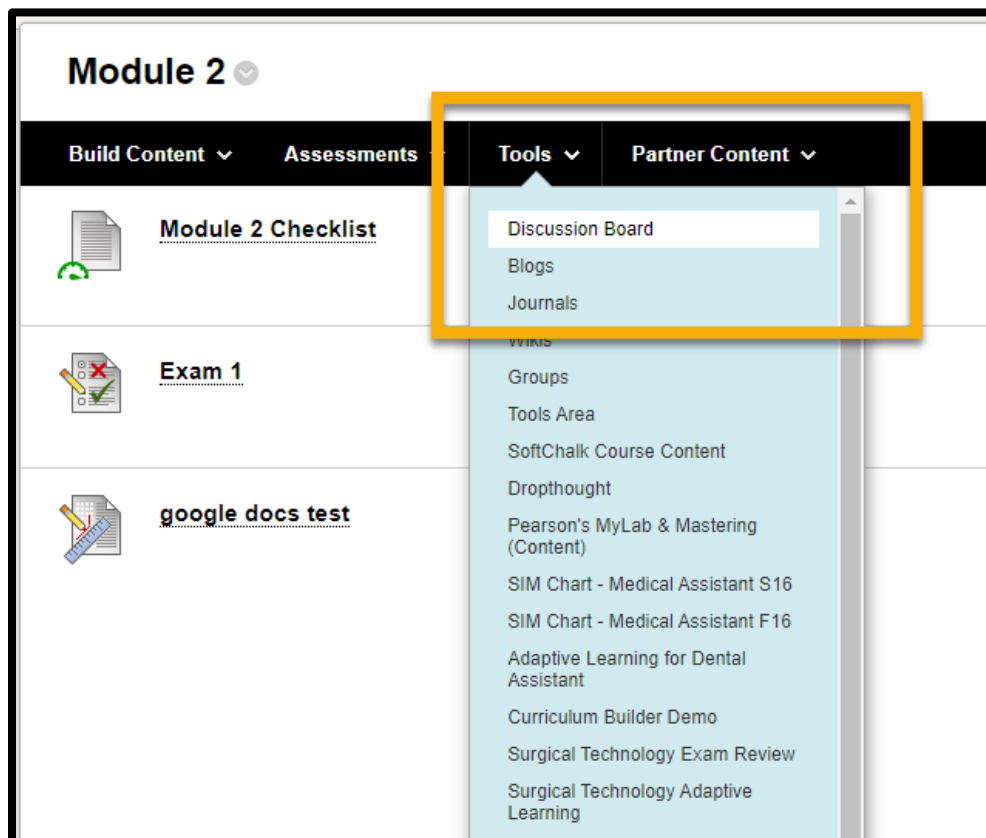 Module 2
Build Content
Assessments
Tools
Partner Content
Module 2 Checklist
Exam 1
google docs test
Discussion Board
Blogs
Journals
Wikis
Groups
Tools Area
SoftChalk Course Content
Dropthought
Pearson's MyLab & Mastering
(Content)
SIM Chart - Medical Assistant S16
SIM Chart - Medical Assistant F16
Adaptive Learning for Dental
Assistant
Curriculum Builder Demo
Surgical Technology Exam Review
Surgical Technology Adaptive
Learning